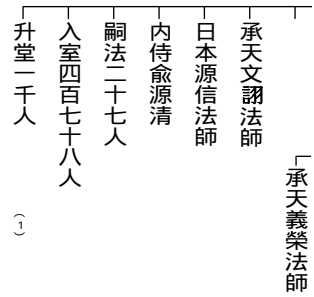 承天義榮法師
承天文詡法師
日本源信法師
内侍兪源清
嗣法二十七人
入室四百七十八人
升堂一千人
(1)